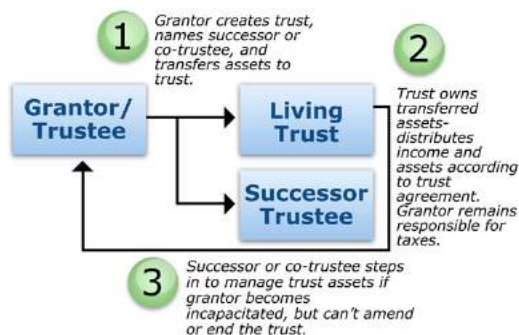 1
Grantor creates trust,
names successor or
co-trustee, and
transfers assets to
trust.
2
Grantor/
Trustee
Living
Trust
Successor
Trustee
Trust owns
transferred
assets-
distributes
income and
assets according
to trust
agreement.
Grantor remains
responsible for
taxes.
3
Successor or co-trustee steps
in to manage trust assets if
grantor becomes
incapacitated, but can't amend
or end the trust.